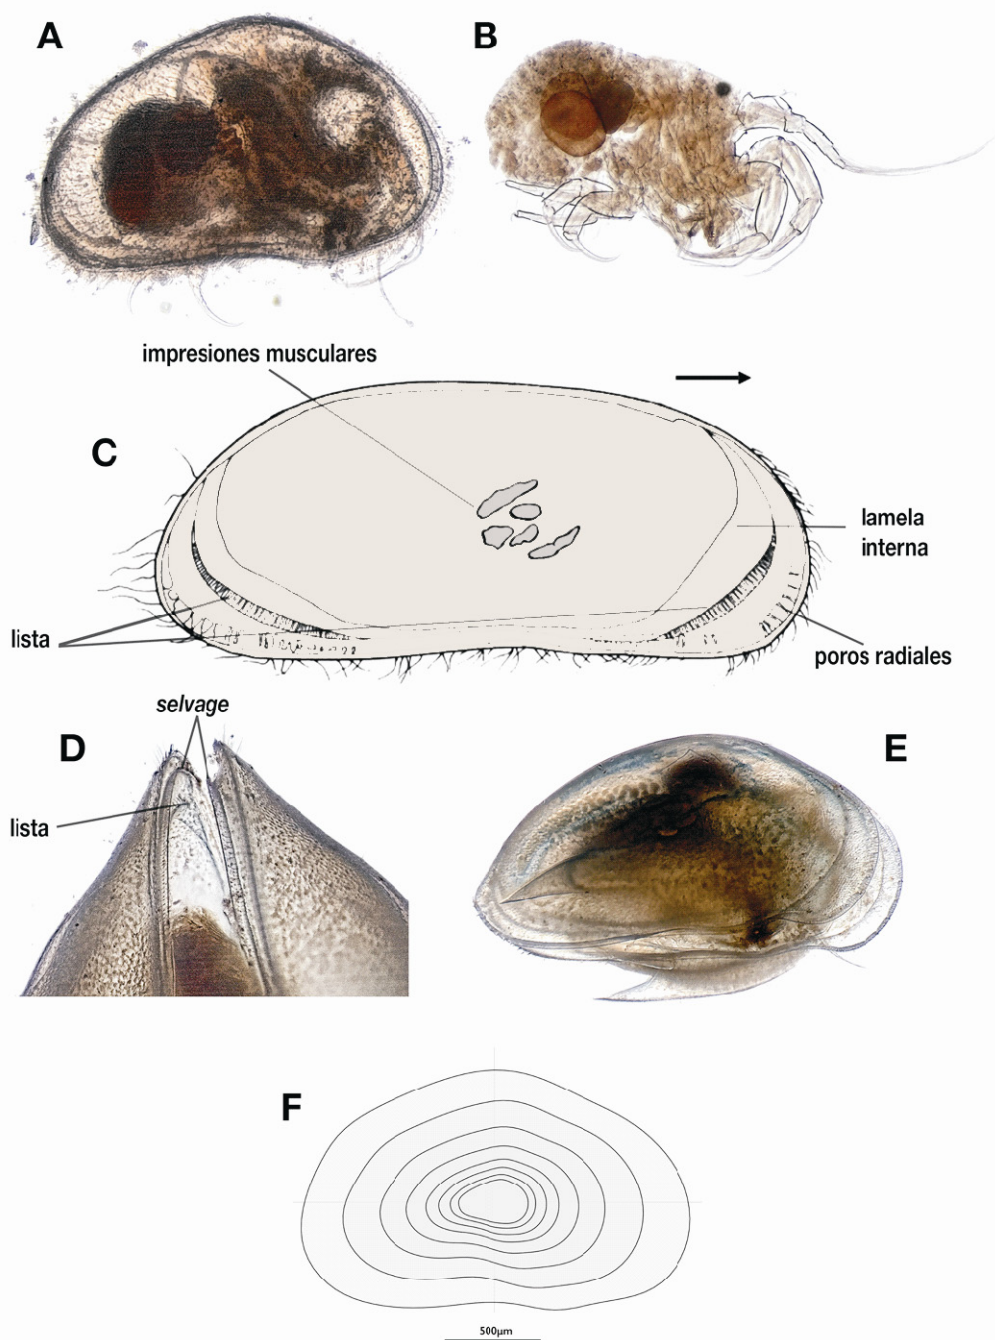 A
B
impresiones musculares
C
lamela
interna
lista
poros radiales
selvage
D
E
lista
F
500µm